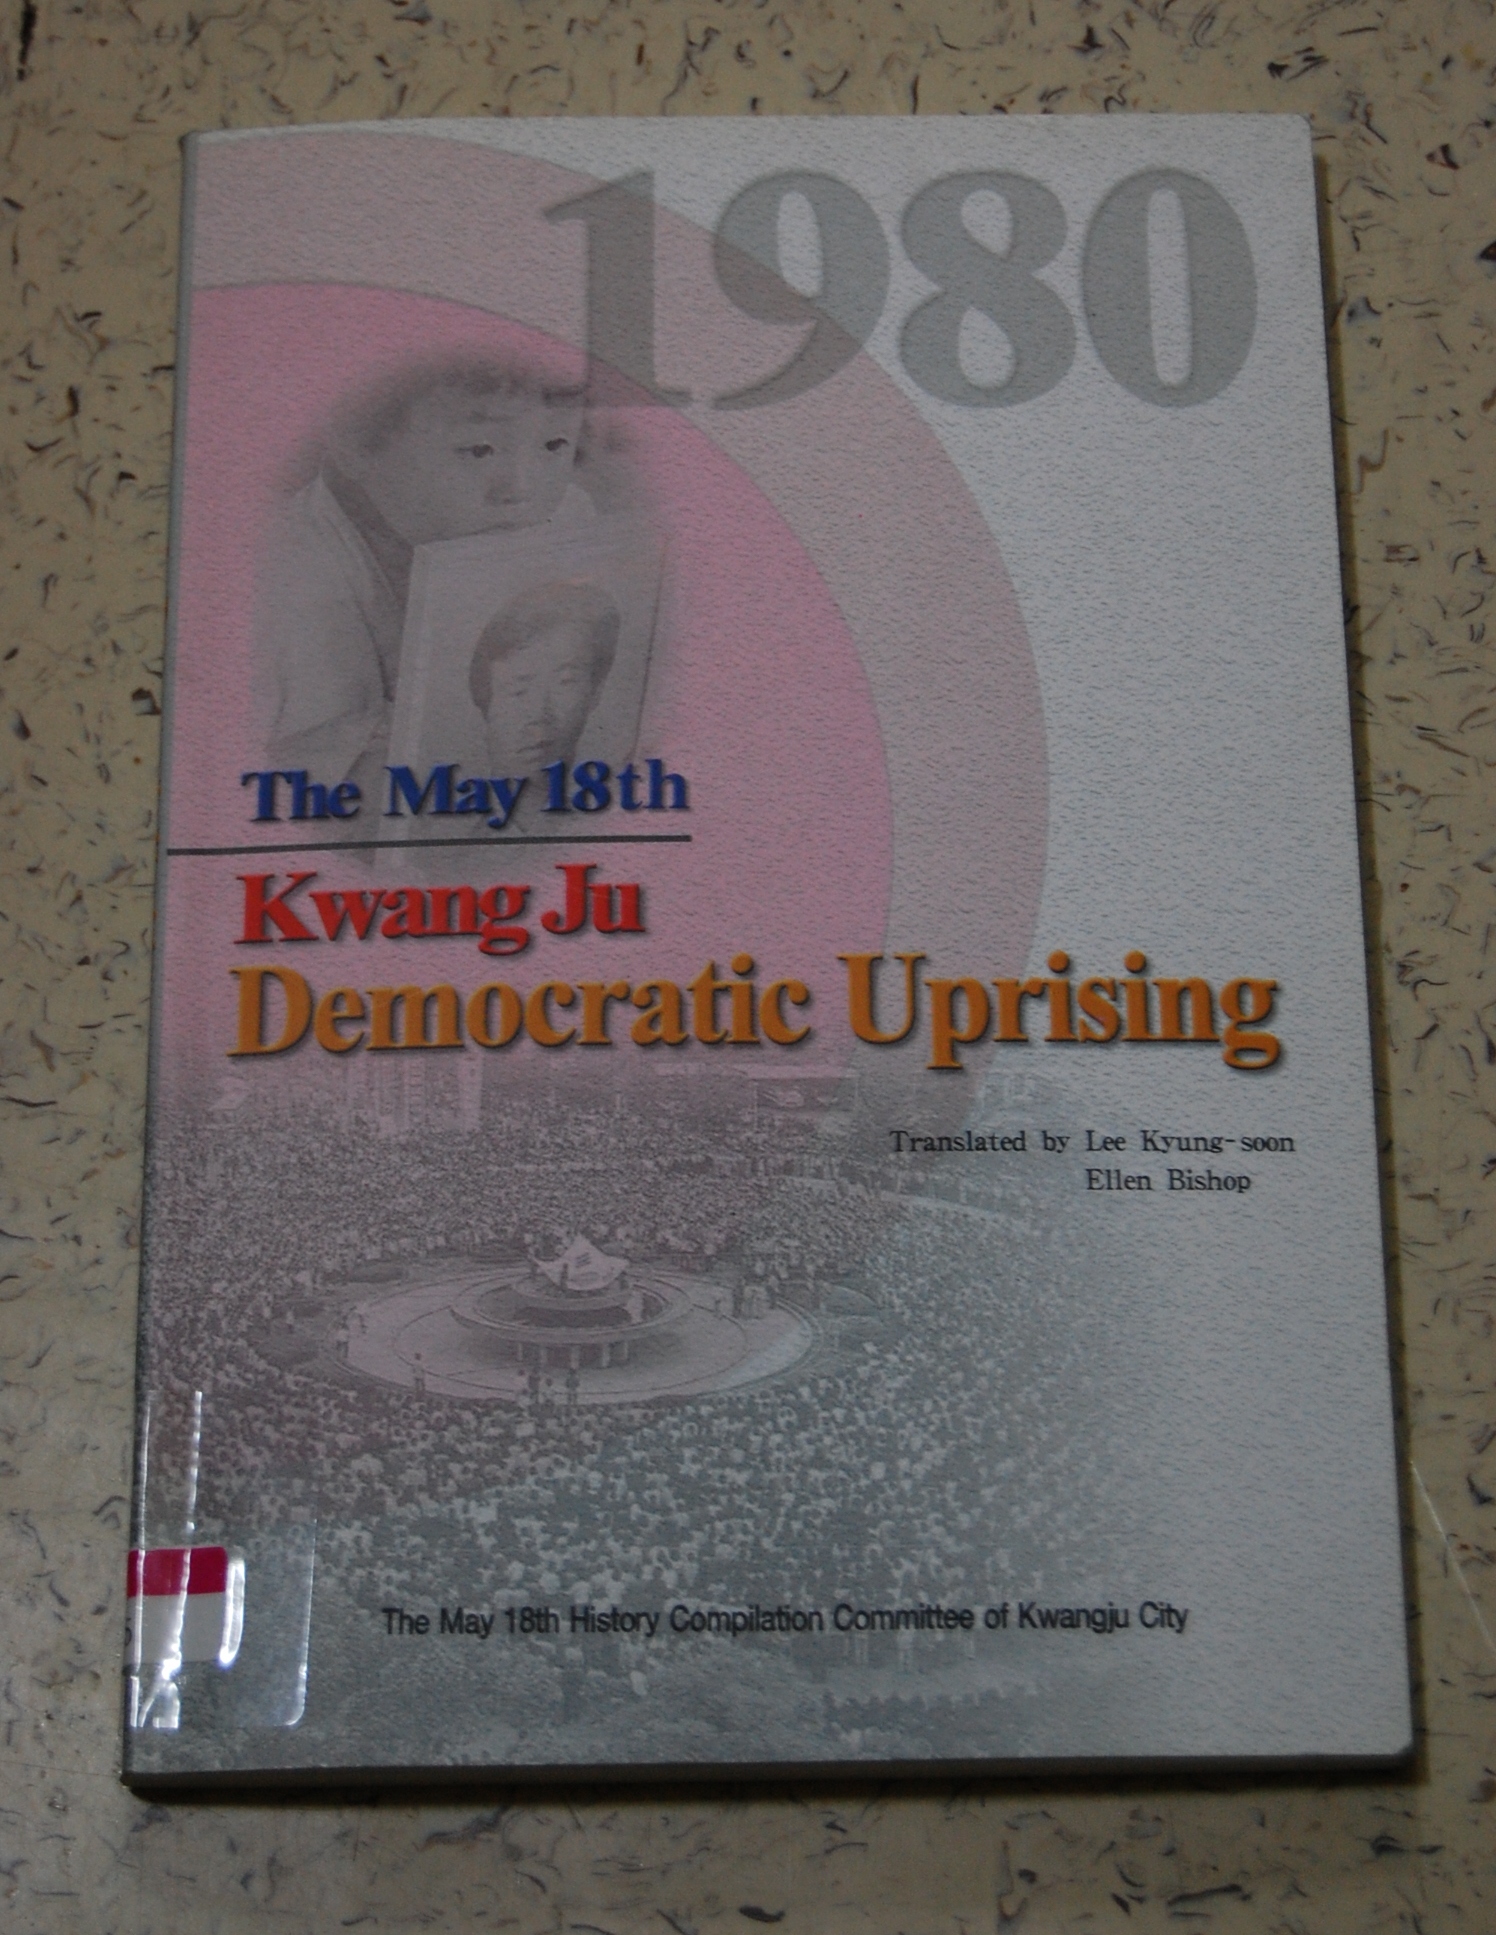 1980
The May 18th
Kwang Ju
Democratic Uprising
Translated by Lee Kyung-soon
Ellen Bishop
The May 18th History Compilation Committee of Kwangju City